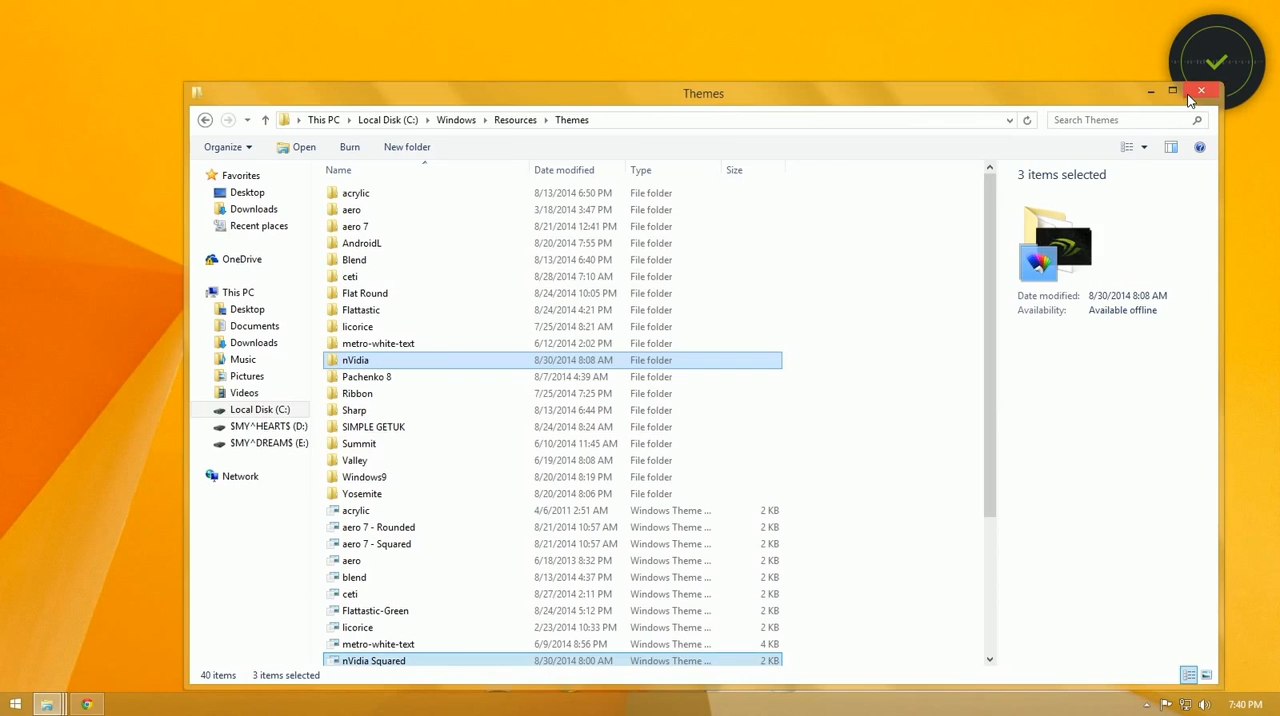 Themes
This PC Local Disk (C:) Windows Resources Themes Search Themes
Organize Open Burn New folder
Favorites
Desktop
Downloads
Recent places
OneDrive
This PC
Desktop
Documents
Downloads
Music
Pictures
Videos
Local Disk (C:)
$MY^HEART$ (D:)
$MY^DREAM$ (E:)
Network
Name Date modified Type Size
acrylic 8/13/2014 6:50 PM File folder
aero 3/18/2014 3:47 PM File folder
aero 7 8/21/2014 12:41 PM File folder
AndroidL 8/20/2014 7:55 PM File folder
Blend 8/13/2014 6:40 PM File folder
ceti 8/28/2014 7:10 AM File folder
Flat Round 8/24/2014 10:05 PM File folder
Flattastic 8/24/2014 4:21 PM File folder
licorice 7/25/2014 8:21 AM File folder
metro-white-text 6/12/2014 2:02 PM File folder
nVidia 8/30/2014 8:08 AM File folder
Pachenko 8 8/7/2014 4:39 AM File folder
Ribbon 7/25/2014 7:25 PM File folder
Sharp 8/13/2014 6:44 PM File folder
SIMPLE GETUK 8/24/2014 8:24 AM File folder
Summit 6/10/2014 11:45 AM File folder
Valley 6/19/2014 8:08 AM File folder
Windows9 8/20/2014 8:19 PM File folder
Yosemite 8/20/2014 8:06 PM File folder
acrylic 4/6/2011 2:51 AM Windows Theme ... 2 KB
aero 7 - Rounded 8/21/2014 10:57 AM Windows Theme ... 2 KB
aero 7 - Squared 8/21/2014 10:57 AM Windows Theme ... 2 KB
aero 6/18/2013 8:32 PM Windows Theme ... 2 KB
blend 8/13/2014 4:37 PM Windows Theme ... 2 KB
ceti 8/27/2014 2:11 PM Windows Theme ... 2 KB
Flattastic-Green 8/24/2014 5:12 PM Windows Theme ... 2 KB
licorice 2/23/2014 10:33 PM Windows Theme ... 2 KB
metro-white-text 6/9/2014 8:56 PM Windows Theme ... 4 KB
nVidia Squared 8/30/2014 8:00 AM Windows Theme ... 2 KB
3 items selected
Date modified: 8/30/2014 8:08 AM
Availability: Available offline
40 items 3 items selected
7:40 PM